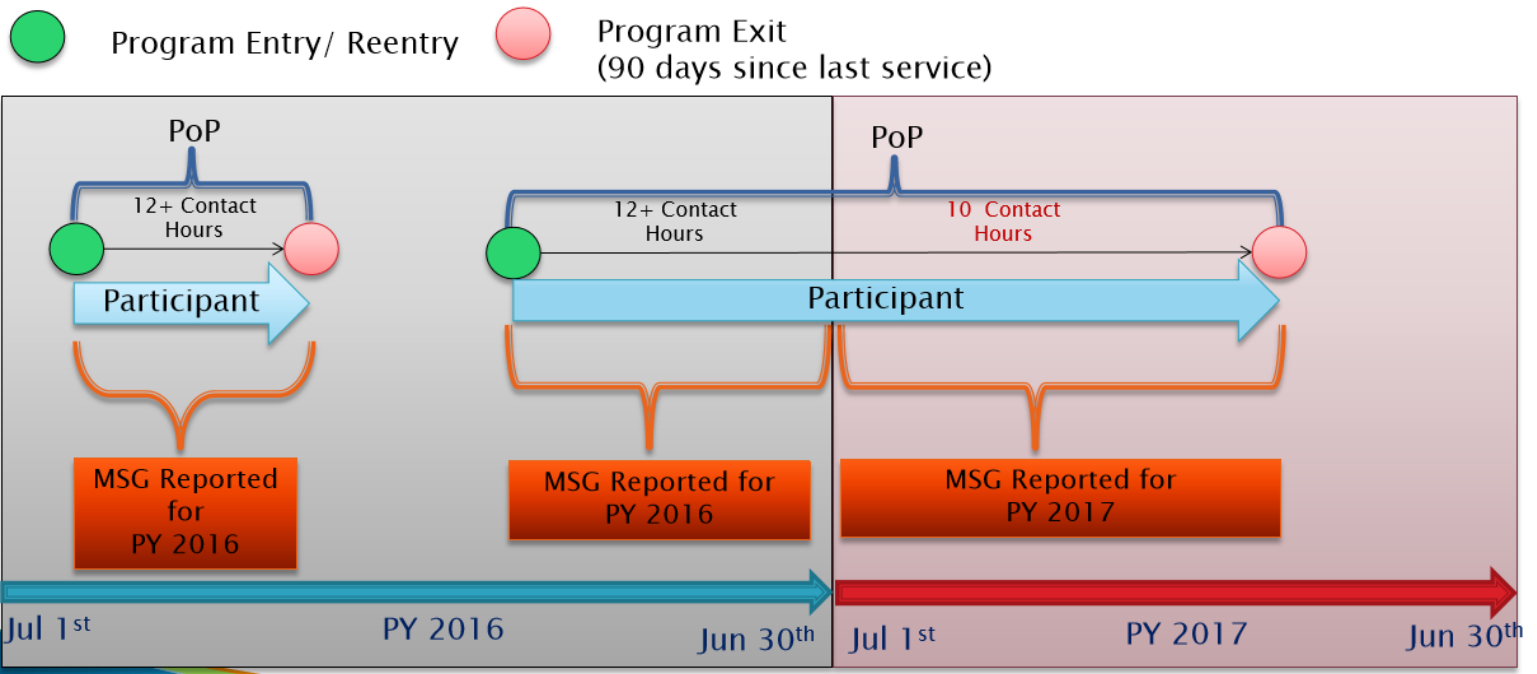 Program Entry/ Reentry
Program Exit
(90 days since last service)
PoP
12+ Contact
Hours
Participant
MSG Reported
for
PY 2016
PoP
12+ Contact
Hours
10 Contact
Hours
Participant
MSG Reported for
PY 2016
MSG Reported for
PY 2017
Jul 1st
PY 2016
Jun 30th
Jul 1st
PY 2017
Jun 30th